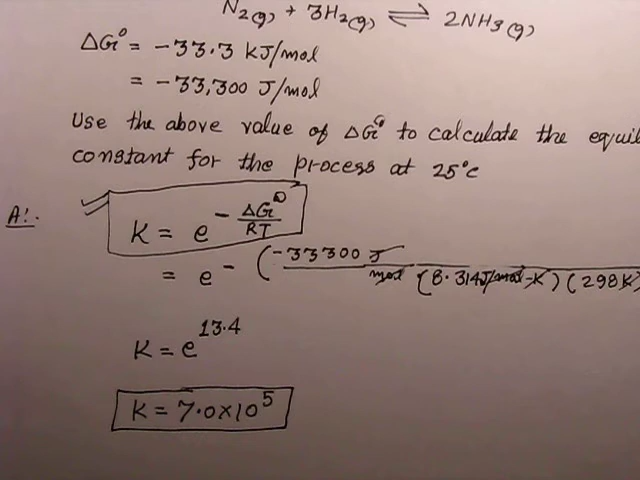 N2(g) + 3H2(g) ⇌ 2NH3(g)
ΔG° = -33.3 KJ/mol
= -33,300 J/mol
Use the above value of ΔG° to calculate the equil
constant for the process at 25°C
A:. K = e^(-ΔG°/RT)
= e^-(-33300 J/mol (8.314J/mol-K)(298K)
K = e^13.4
K = 7.0×10^5